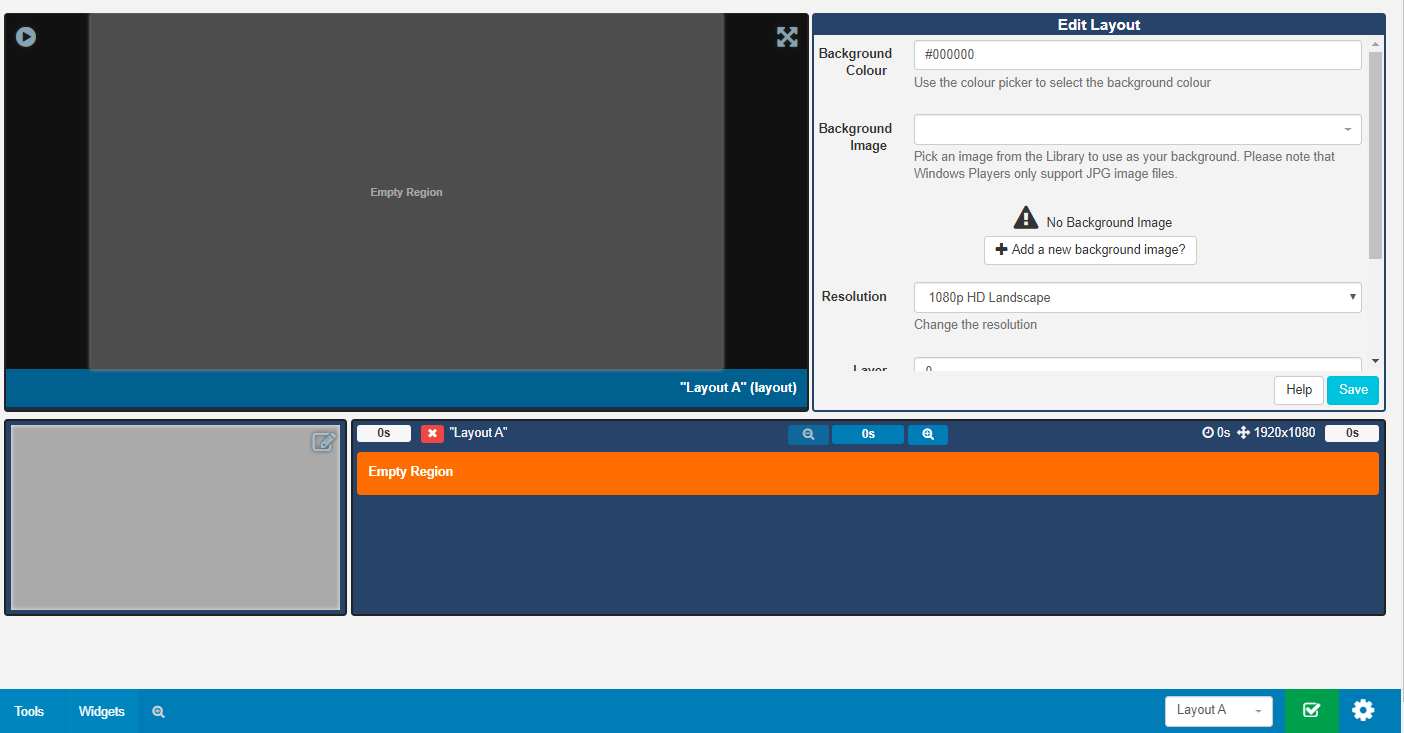 Edit Layout
Background
Colour
#000000
Use the colour picker to select the background colour
Background
Image
Pick an image from the Library to use as your background. Please note that
Windows Players only support JPG image files.
No Background Image
Add a new background image?
Resolution
1080p HD Landscape
Change the resolution
Layer
0
Help
Save
Empty Region
"Layout A" (layout)
0s
"Layout A"
0s
0s
1920x1080
0s
Empty Region
Tools
Widgets
Layout A